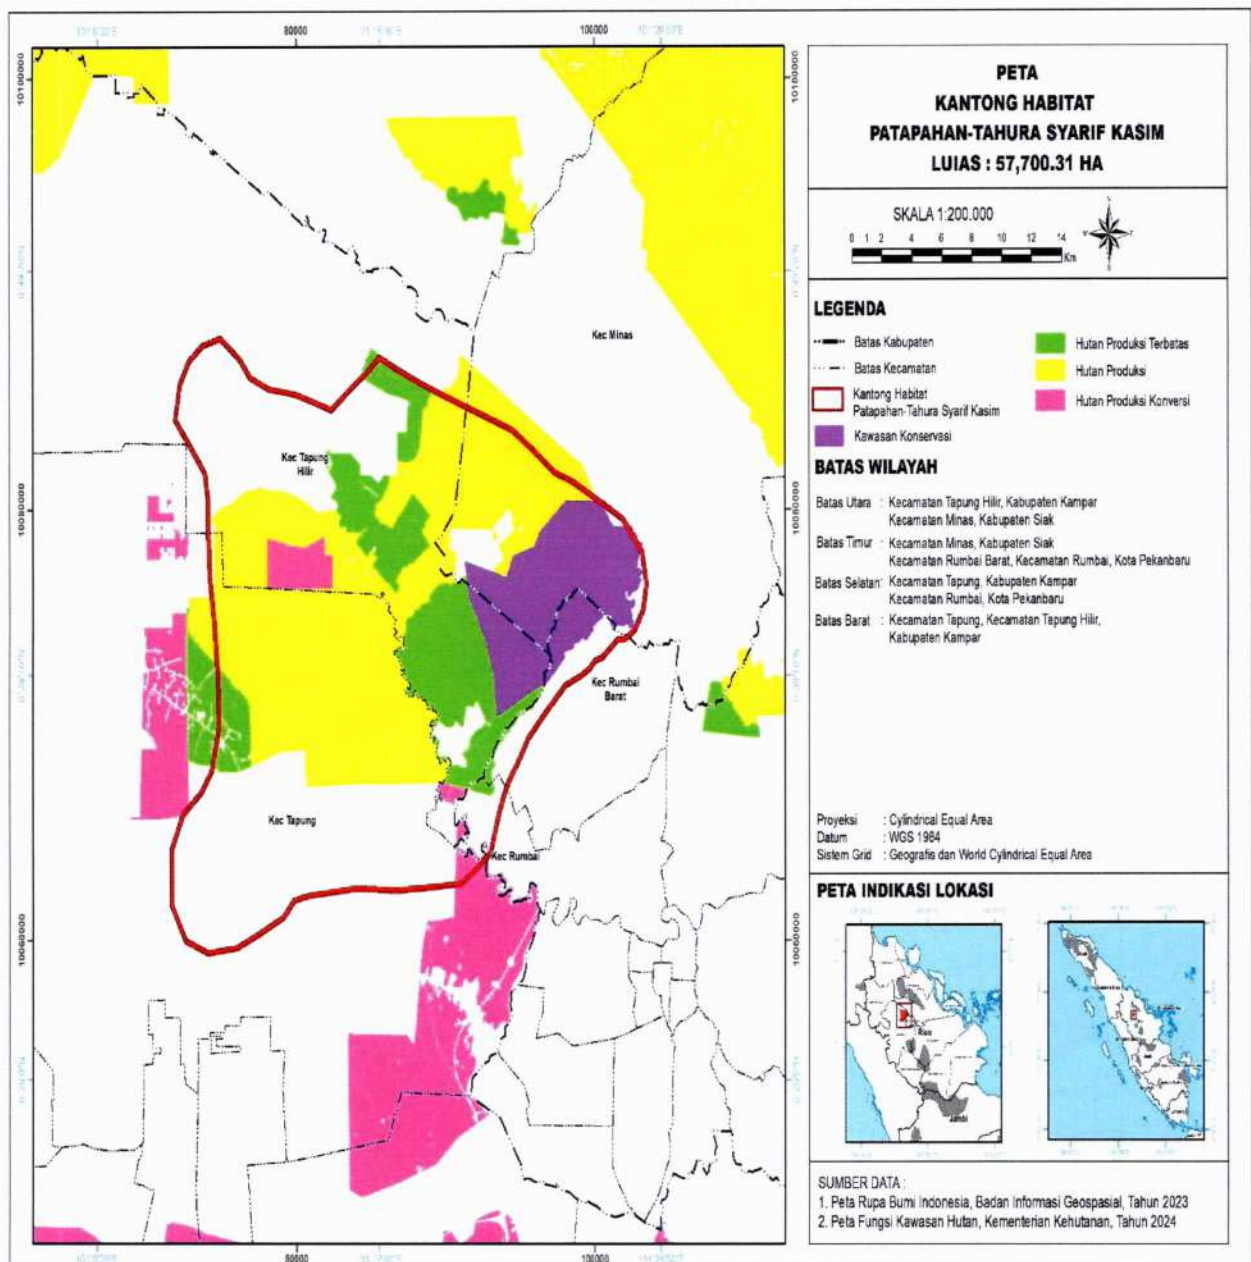 80000
100000
10100000
10100000
PETA
KANTONG HABITAT
PATAPAHAN-TAHURA SYARIF KASIM
LUIAS : 57,700.31 HA
SKALA 1:200.000
0 1 2 4 6 8 10 12 14
Km
Kec Minas
LEGENDA
Batas Kabupaten
Batas Kecamatan
Kantong Habitat
Patapahan-Tahura Syarif Kasim
Kawasan Konservasi
Hutan Produksi Terbatas
Hutan Produksi
Hutan Produksi Konversi
Kec Tapung
Hilir
10080000
10080000
BATAS WILAYAH
Batas Utara : Kecamatan Tapung Hilir, Kabupaten Kampar
Kecamatan Minas, Kabupaten Siak
Batas Timur : Kecamatan Minas, Kabupaten Siak
Kecamatan Rumbai Barat, Kecamatan Rumbai, Kota Pekanbaru
Batas Selatan: Kecamatan Tapung, Kabupaten Kampar
Kecamatan Rumbai, Kota Pekanbaru
Batas Barat : Kecamatan Tapung, Kecamatan Tapung Hilir,
Kabupaten Kampar
Kec Rumbai
Barat
Kec Tapung
Kec Rumbai
Proyeksi : Cylindrical Equal Area
Datum : WGS 1984
Sistem Grid : Geografis dan World Cylindrical Equal Area
10060000
10060000
PETA INDIKASI LOKASI
Riau
Jambi
SUMBER DATA :
1. Peta Rupa Bumi Indonesia, Badan Informasi Geospasial, Tahun 2023
2. Peta Fungsi Kawasan Hutan, Kementerian Kehutanan, Tahun 2024
80000
100000